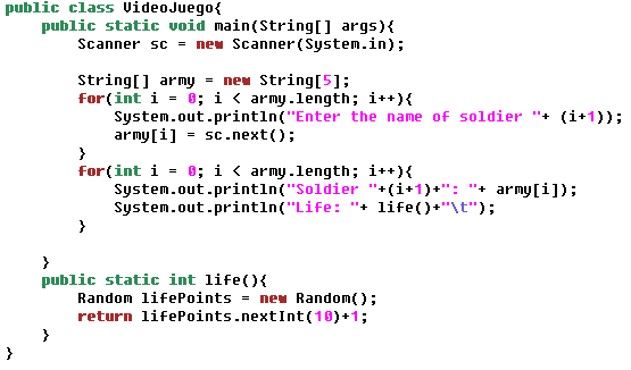 public class VideoJuego{
    public static void main(String[] args){
        Scanner sc = new Scanner(System.in);

        String[] army = new String[5];
        for(int i = 0; i < army.length; i++){
            System.out.println("Enter the name of soldier "+ (i+1));
            army[i] = sc.next();
        }
        for(int i = 0; i < army.length; i++){
            System.out.println("Soldier "+(i+1)+": "+ army[i]);
            System.out.println("Life: "+ life()+"\t");
        }

    }
    public static int life(){
        Random lifePoints = new Random();
        return lifePoints.nextInt(10)+1;
    }
}